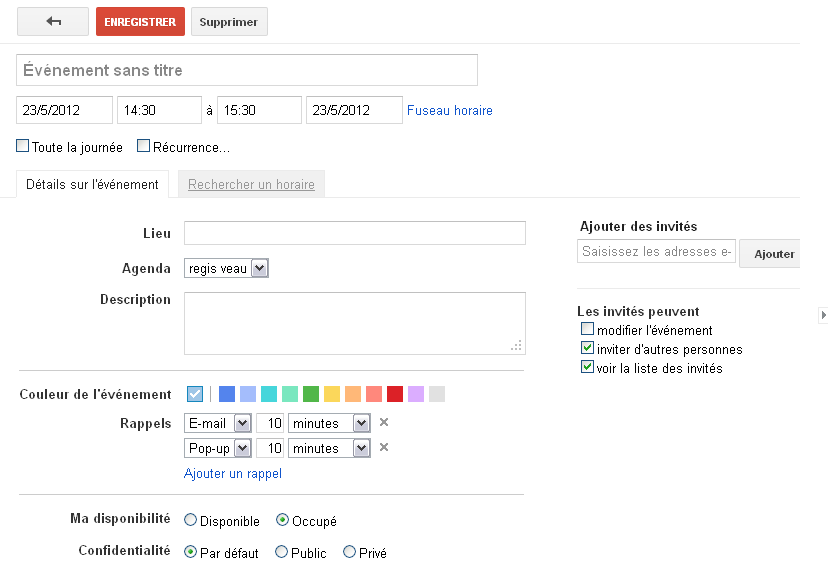 ENREGISTRER Supprimer
Événement sans titre
23/5/2012 14:30 à 15:30 23/5/2012 Fuseau horaire
Toute la journée Récurrence...
Détails sur l'événement Rechercher un horaire
Lieu
Agenda regis veau
Description
Couleur de l'événement
Rappels E-mail 10 minutes
Pop-up 10 minutes
Ajouter un rappel
Ma disponibilité Disponible Occupé
Confidentialité Par défaut Public Privé
Ajouter des invités
Saisissez les adresses e- Ajouter
Les invités peuvent
modifier l'événement
inviter d'autres personnes
voir la liste des invités